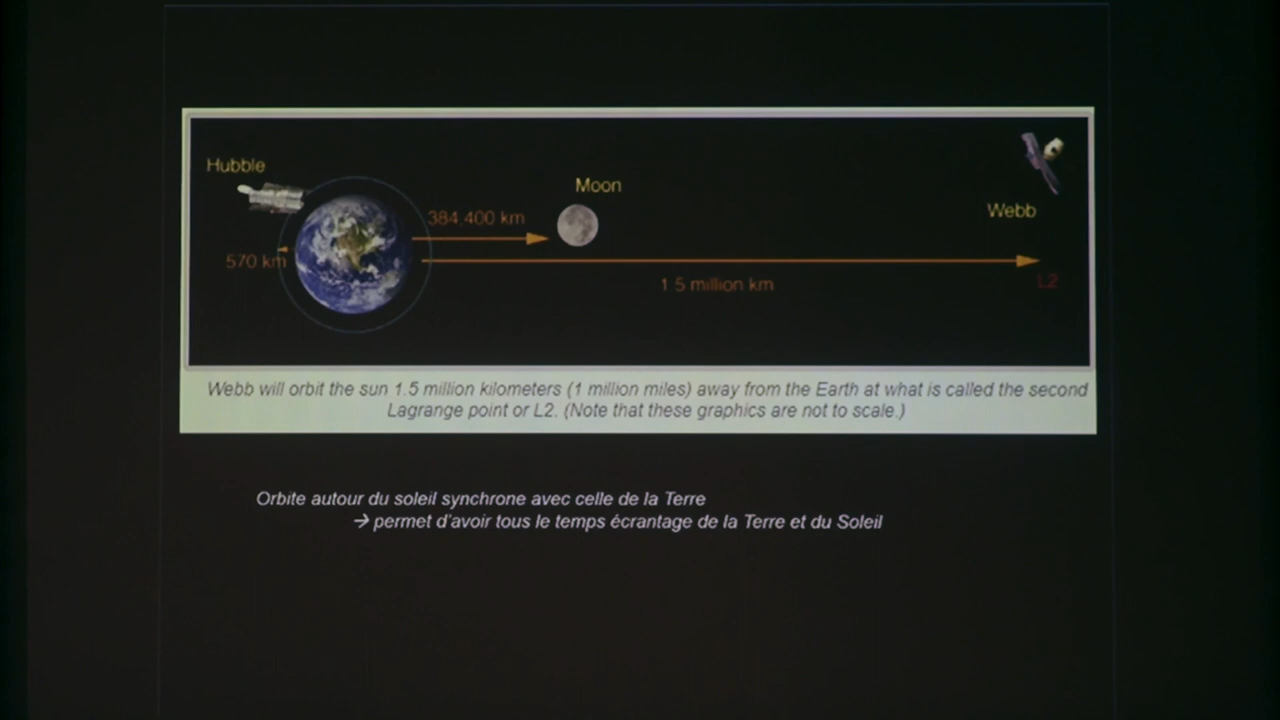 Hubble
Moon
384,400 km
Webb
570 km
1.5 million km
L2
Webb will orbit the sun 1.5 million kilometers (1 million miles) away from the Earth at what is called the second
Lagrange point or L2. (Note that these graphics are not to scale.)
Orbite autour du soleil synchrone avec celle de la Terre
→ permet d'avoir tous le temps écrantage de la Terre et du Soleil